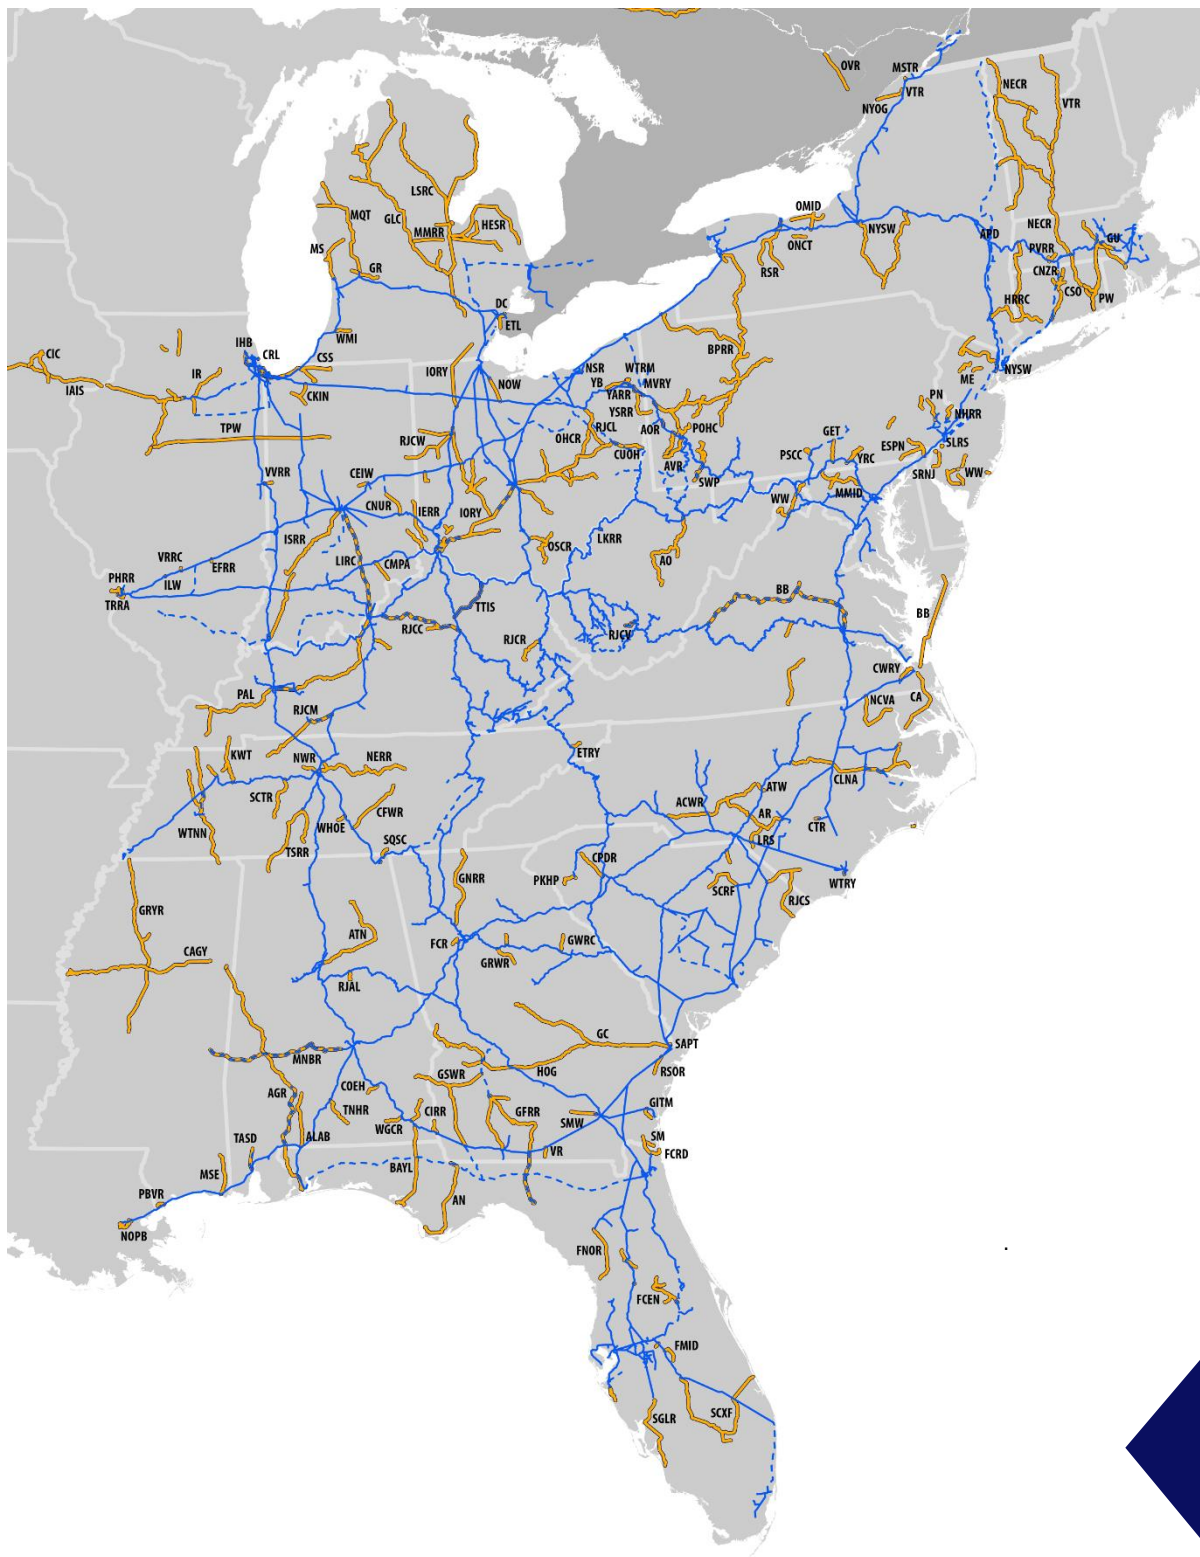 OVR
MSTR
VTR
NYOG
NECR
VTR
LSRC
MQT
GLC
HESR
MMRR
OMID
NYSW
NECR
APD
GU
PVRR
MS
GR
ONCT
RSR
CNZR
CSO
PW
HRRC
DC
ETL
WMI
IHB
CRL
CSS
CIC
IAIS
IR
CKIN
IORY
NOW
NSR
WTRM
YB
MVRY
YARR
YSRR
BPRR
ME
NYSW
PN
NHRR
TPW
RJCW
RJCL
AOR
POHC
OHCR
CUOH
AVR
SWP
GET
PSCC
YRC
ESPN
SLRS
SRNJ
WW
VVRR
CEIW
CNUR
IERR
IORY
WW
MMID
ISRR
LIRC
CMPA
OSCR
LKRR
AO
VRRC
EFRR
PHRR
ILW
TRRA
TTIS
BB
BB
RJCC
RJCR
RJCV
CWRY
CA
NCVA
PAL
RJCM
KWT
NWR
NERR
ETRY
SCTR
CFWR
WHOE
WTNN
TSRR
SQSC
ACWR
ATW
AR
CLNA
CTR
LRS
GNRR
CPDR
PKHP
SCRF
RJCS
WTRY
GRYR
CAGY
ATN
FCR
GRWR
GWRC
RJAL
GC
SAPT
RSOR
MNBR
HOG
GSWR
COEH
AGR
TNHR
CIRR
GFRR
SMW
GITM
WGCR
ALAB
TASD
SM
FCRD
VR
BAYL
MSE
AN
PBVR
NOPB
FNOR
FCEN
FMID
SGLR
SCXF